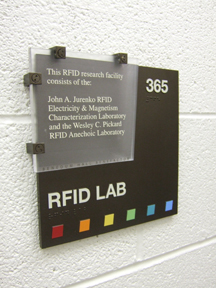 This RFID research facility
consists of the:
John A. Jurenko RFID
Electricity & Magnetism
Characterization Laboratory
and the Wesley C. Pickard
RFID Anechoic Laboratory
365
RFID LAB